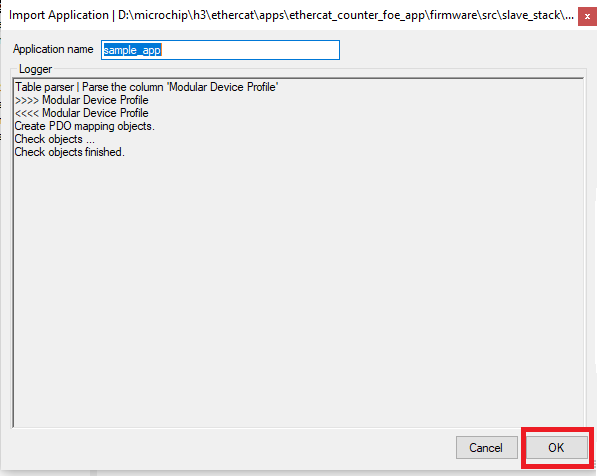 Import Application | D:\microchip\h3\ethercat\apps\ethercat_counter_foe_app\firmware\src\slave_stack\...
x
Application name sample_app
Logger
Table parser | Parse the column 'Modular Device Profile'
>>>> Modular Device Profile
<<<< Modular Device Profile
Create PDO mapping objects.
Check objects ...
Check objects finished.
Cancel OK